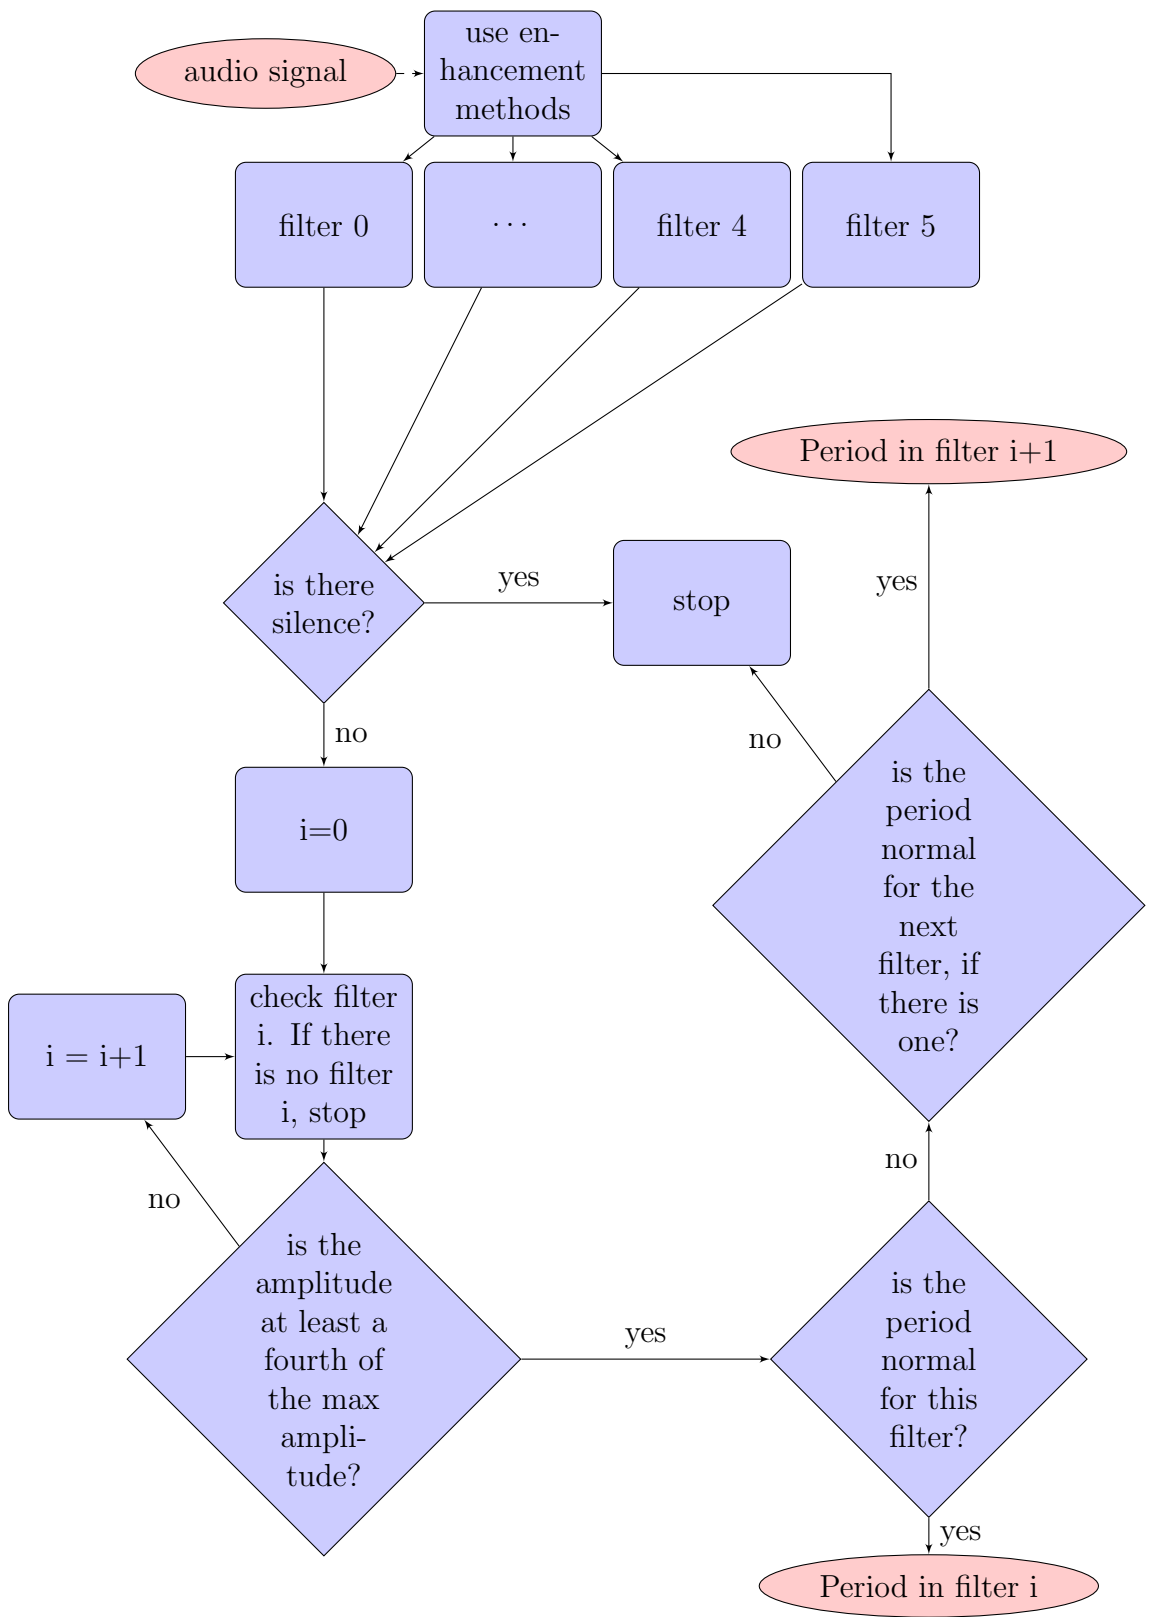 audio signal
use en-
hancement
methods
filter 0
...
filter 4
filter 5
Period in filter i+1
yes
is there
silence?
yes
stop
no
no
i=0
is the
period
normal
for the
next
filter, if
there is
one?
i = i+1
check filter
i. If there
is no filter
i, stop
no
no
is the
amplitude
at least a
fourth of
the max
ampli-
tude?
yes
is the
period
normal
for this
filter?
yes
Period in filter i